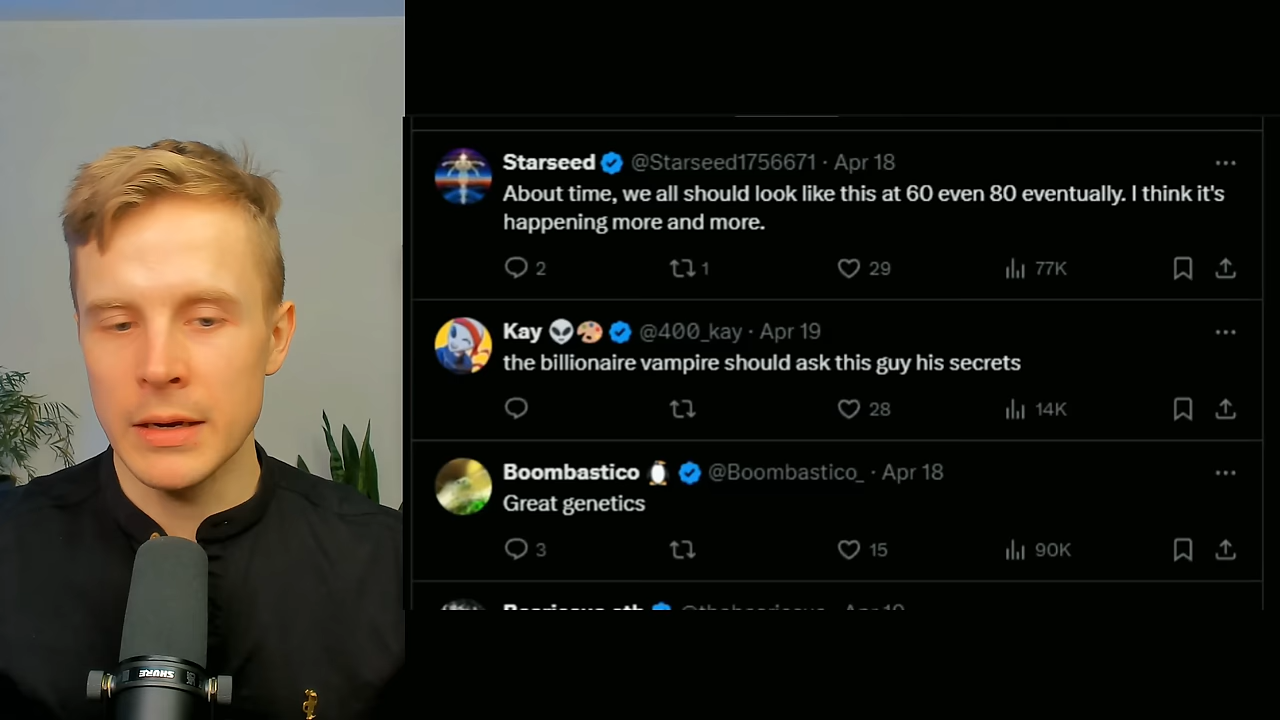 Starseed @Starseed1756671 · Apr 18
About time, we all should look like this at 60 even 80 eventually. I think it's
happening more and more.
2 1 29 77K
Kay 👽🎨 @400_kay · Apr 19
the billionaire vampire should ask this guy his secrets
28 14K
Boombastico 🐧 @Boombastico_ · Apr 18
Great genetics
3 15 90K
SHURE